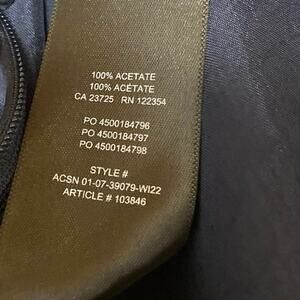 100% ACETATE
100% ACÉTATE
CA 23725 RN 122354
PO 4500184796
PO 4500184797
PO 4500184798
STYLE #
ACSN 01-07-39079-WI22
ARTICLE # 103846